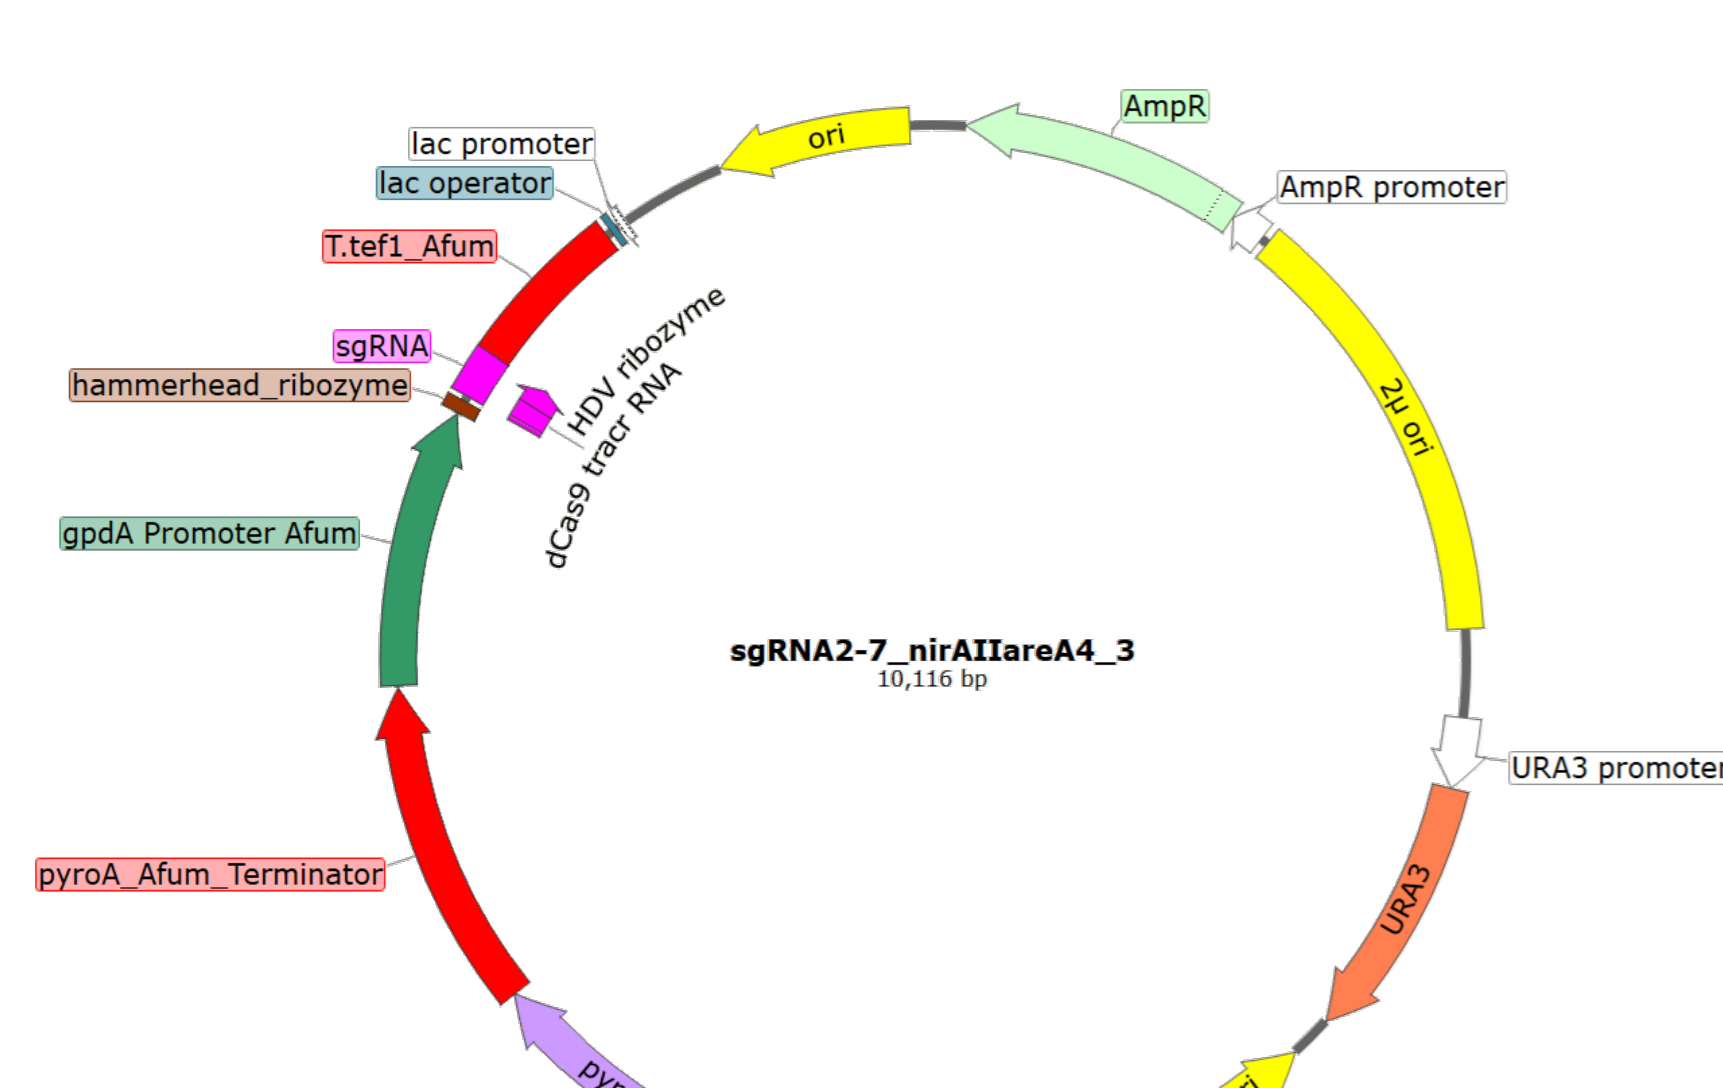 AmpR
lac promoter
ori
lac operator
AmpR promoter
T.tef1_Afum
HDV ribozyme
sgRNA
hammerhead_ribozyme
dCas9 tracr RNA
2μ ori
gpdA Promoter Afum
sgRNA2-7_nirAIIareA4_3
10,116 bp
URA3 promoter
pyroA_Afum_Terminator
URA3